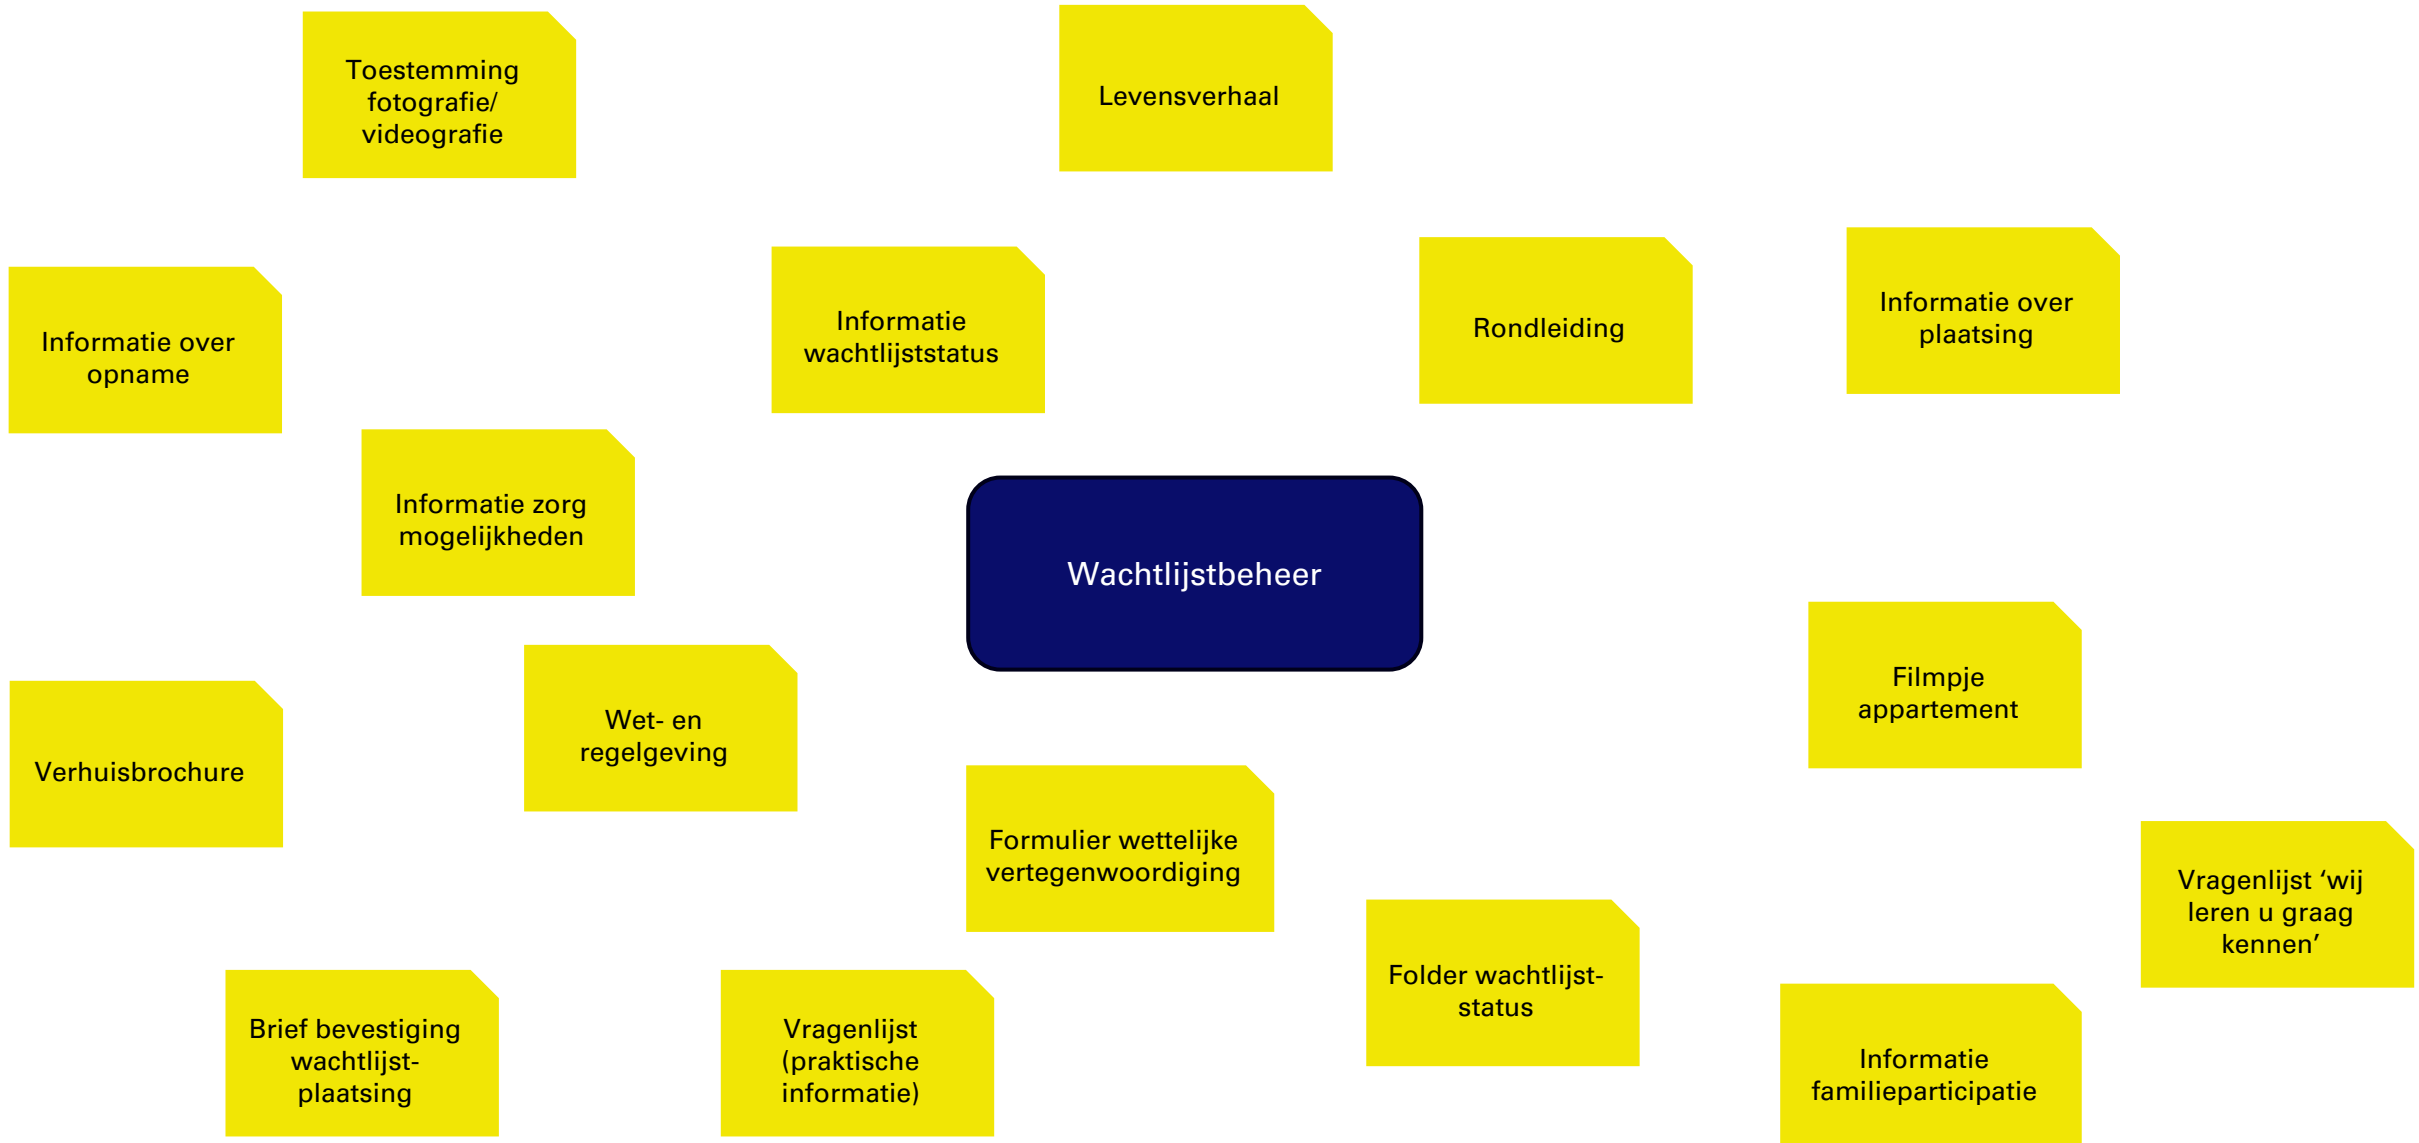 Toestemming
fotografie/
videografie
Levensverhaal
Informatie over
opname
Informatie
wachtlijststatus
Rondleiding
Informatie over
plaatsing
Informatie zorg
mogelijkheden
Wachtlijstbeheer
Verhuisbrochure
Wet- en
regelgeving
Filmpje
appartement
Formulier wettelijke
vertegenwoordiging
Vragenlijst ‘wij
leren u graag
kennen’
Folder wachtlijst-
status
Brief bevestiging
wachtlijst-
plaatsing
Vragenlijst
(praktische
informatie)
Informatie
familieparticipatie